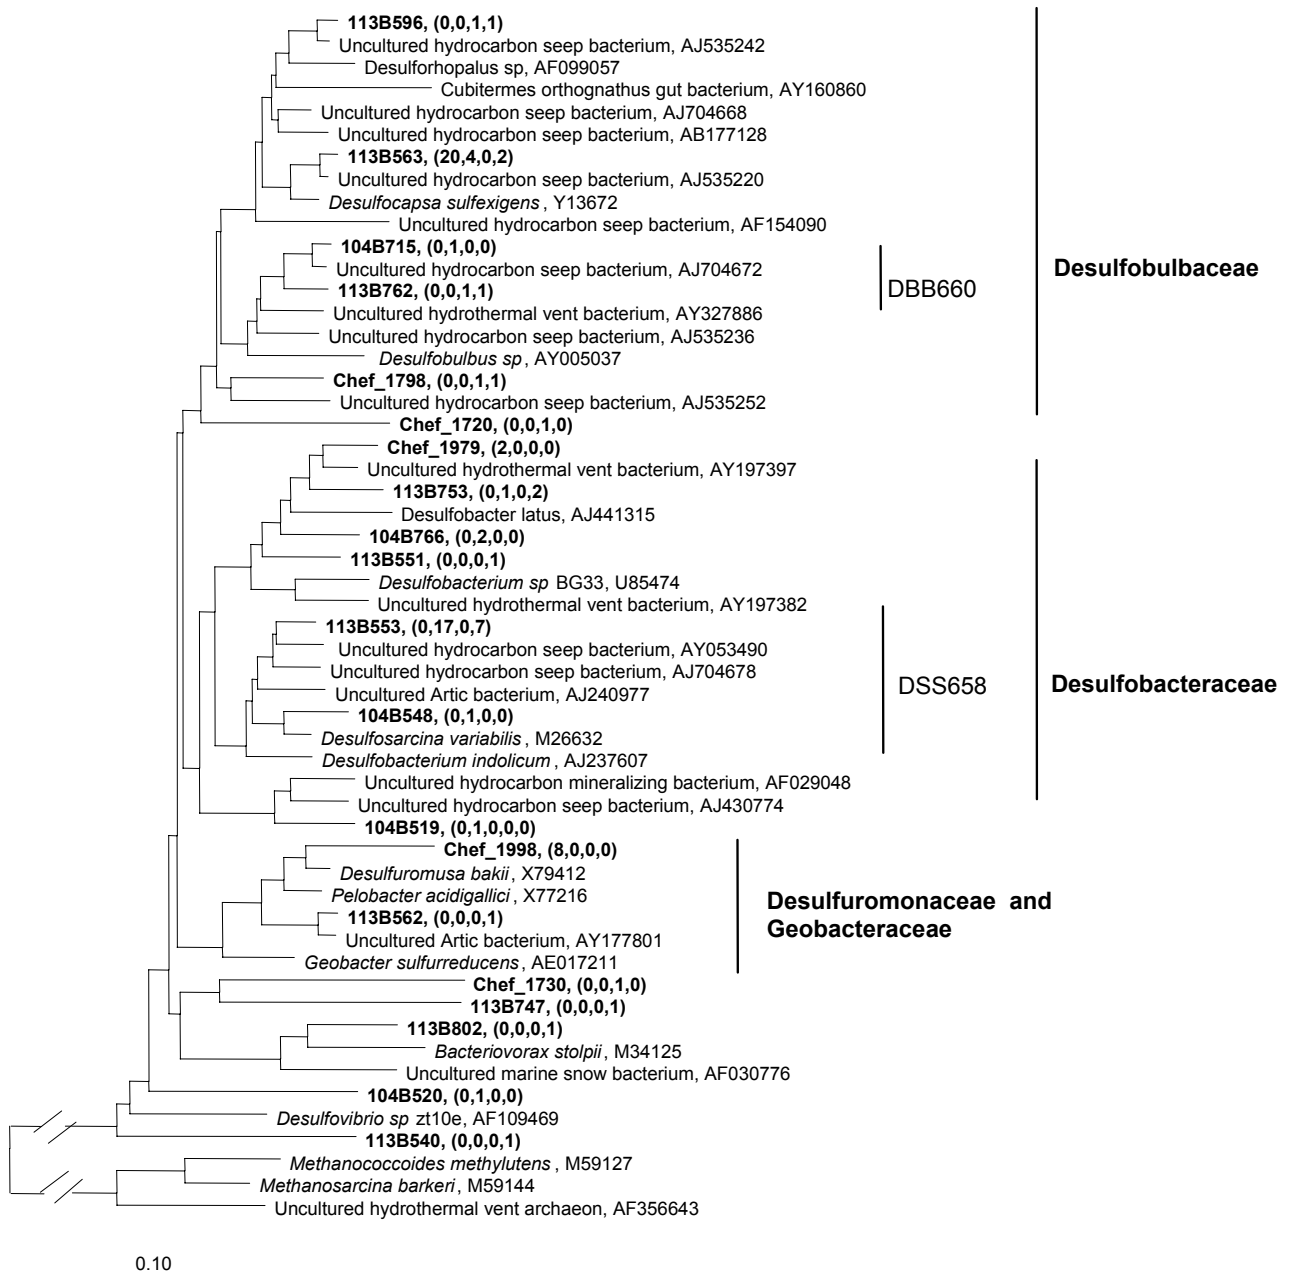 113B596, (0,0,1,1)
Uncultured hydrocarbon seep bacterium, AJ535242
Desulforhopalus sp, AF099057
Cubitermes orthognathus gut bacterium, AY160860
Uncultured hydrocarbon seep bacterium, AJ704668
Uncultured hydrocarbon seep bacterium, AB177128
113B563, (20,4,0,2)
Uncultured hydrocarbon seep bacterium, AJ535220
Desulfocapsa sulfexigens, Y13672
Uncultured hydrocarbon seep bacterium, AF154090
104B715, (0,1,0,0)
Uncultured hydrocarbon seep bacterium, AJ704672
Desulfobulbaceae
113B762, (0,0,1,1)
DBB660
Uncultured hydrothermal vent bacterium, AY327886
Uncultured hydrocarbon seep bacterium, AJ535236
Desulfobulbus sp, AY005037
Chef_1798, (0,0,1,1)
Uncultured hydrocarbon seep bacterium, AJ535252
Chef_1720, (0,0,1,0)
Chef_1979, (2,0,0,0)
Uncultured hydrothermal vent bacterium, AY197397
113B753, (0,1,0,2)
Desulfobacter latus, AJ441315
104B766, (0,2,0,0)
113B551, (0,0,0,1)
Desulfobacterium sp BG33, U85474
Uncultured hydrothermal vent bacterium, AY197382
113B553, (0,17,0,7)
Uncultured hydrocarbon seep bacterium, AY053490
Uncultured hydrocarbon seep bacterium, AJ704678
DSS658
Desulfobacteraceae
Uncultured Artic bacterium, AJ240977
104B548, (0,1,0,0)
Desulfosarcina variabilis, M26632
Desulfobacterium indolicum, AJ237607
Uncultured hydrocarbon mineralizing bacterium, AF029048
Uncultured hydrocarbon seep bacterium, AJ430774
104B519, (0,1,0,0,0)
Chef_1998, (8,0,0,0)
Desulfuromusa bakii, X79412
Pelobacter acidigallici, X77216
Desulfuromonaceae and
Geobacteraceae
113B562, (0,0,0,1)
Uncultured Artic bacterium, AY177801
Geobacter sulfurreducens, AE017211
Chef_1730, (0,0,1,0)
113B747, (0,0,0,1)
113B802, (0,0,0,1)
Bacteriovorax stolpii, M34125
Uncultured marine snow bacterium, AF030776
104B520, (0,1,0,0)
Desulfovibrio sp zt10e, AF109469
113B540, (0,0,0,1)
Methanococcoides methylutens, M59127
Methanosarcina barkeri, M59144
Uncultured hydrothermal vent archaeon, AF356643
0.10